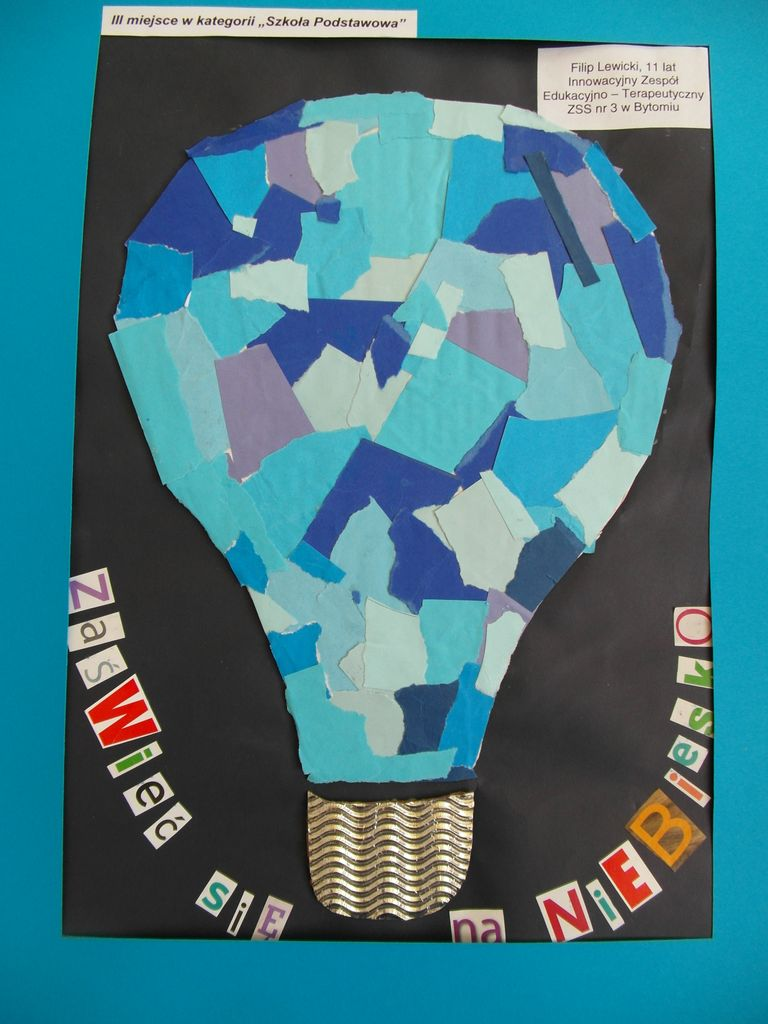 III miejsce w kategorii „Szkoła Podstawowa”
Filip Lewicki, 11 lat
Innowacyjny Zespół
Edukacyjno – Terapeutyczny
ZSS nr 3 w Bytomiu
ZaśWieć siĘ na NiEBieskO